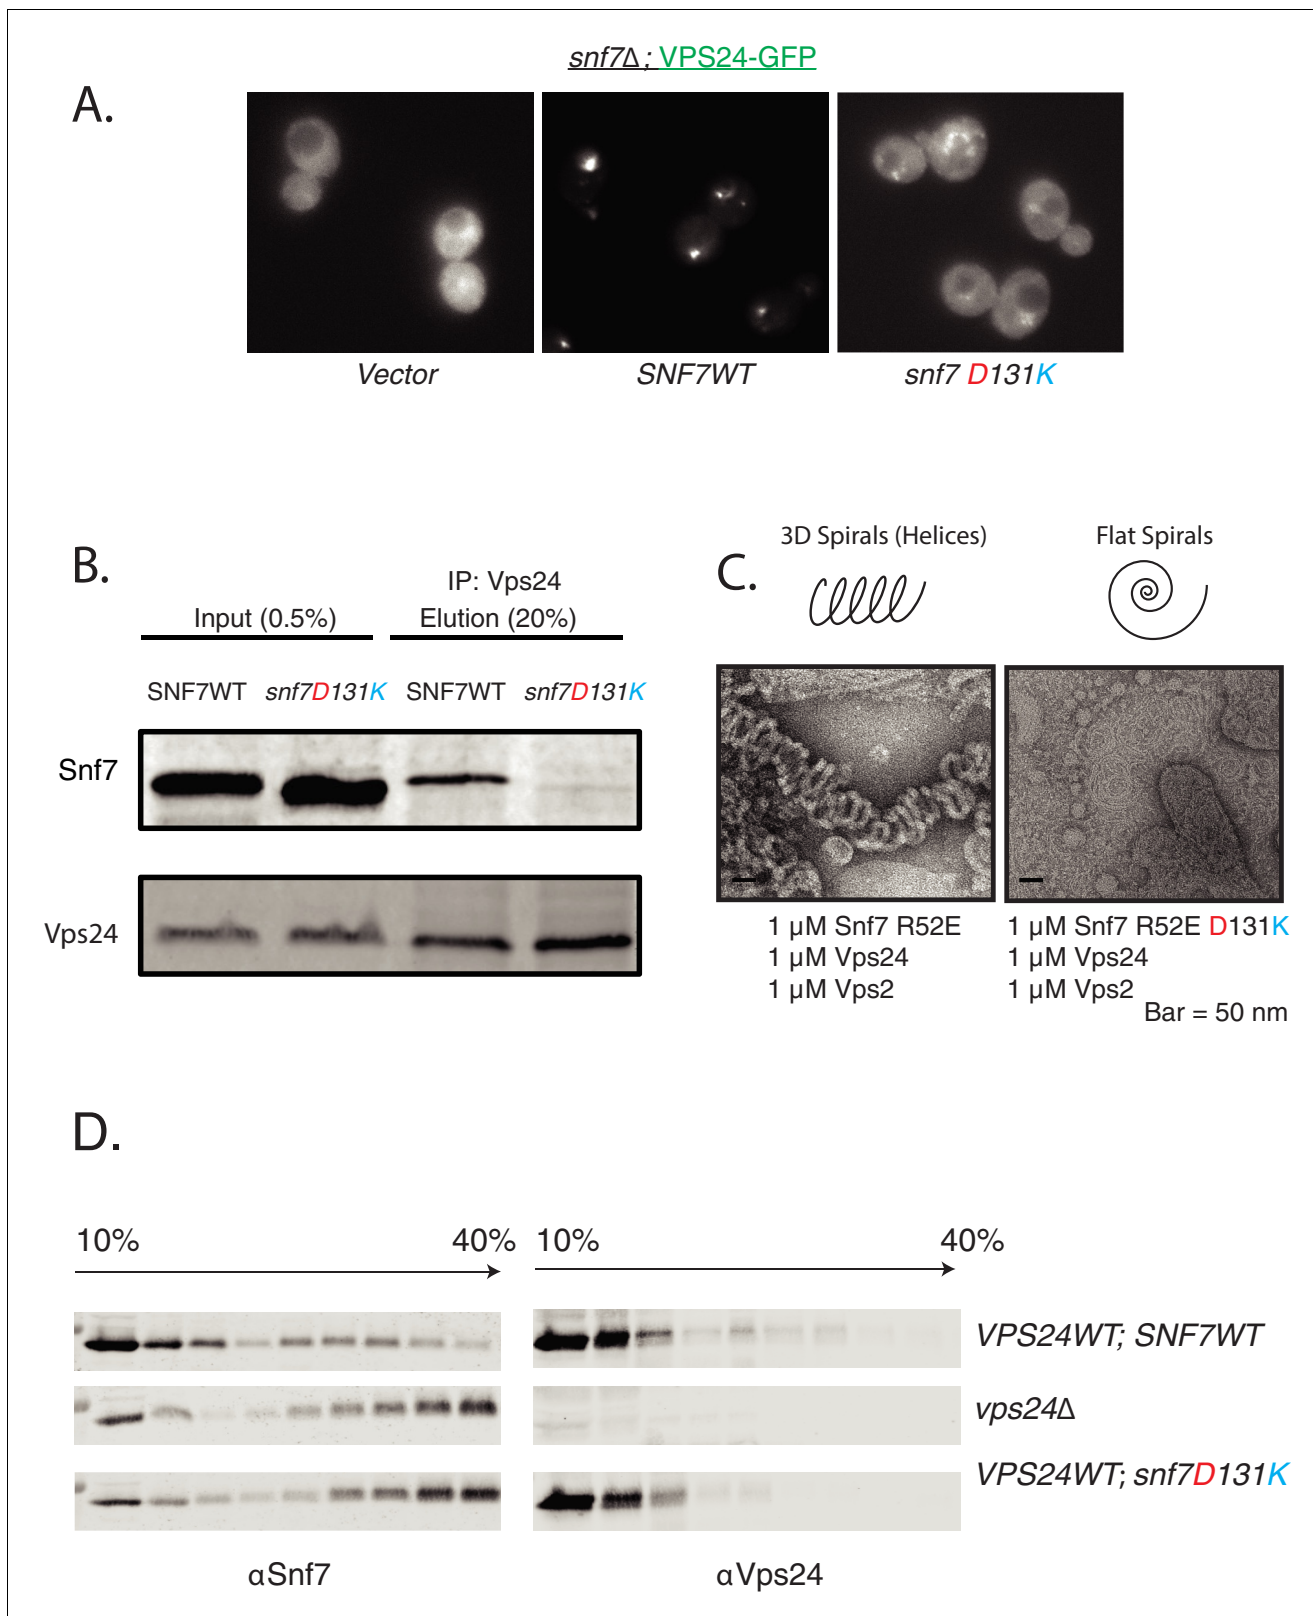 snf7Δ; VPS24-GFP
A.
Vector
SNF7WT
snf7 D131K
B.
IP: Vps24
Input (0.5%)
Elution (20%)
SNF7WT
snf7D131K
SNF7WT
snf7D131K
Snf7
Vps24
C.
3D Spirals (Helices)
Flat Spirals
1 µM Snf7 R52E
1 µM Vps24
1 µM Vps2
1 µM Snf7 R52E D131K
1 µM Vps24
1 µM Vps2
Bar = 50 nm
D.
10%
40%
10%
40%
VPS24WT; SNF7WT
vps24Δ
VPS24WT; snf7D131K
αSnf7
αVps24